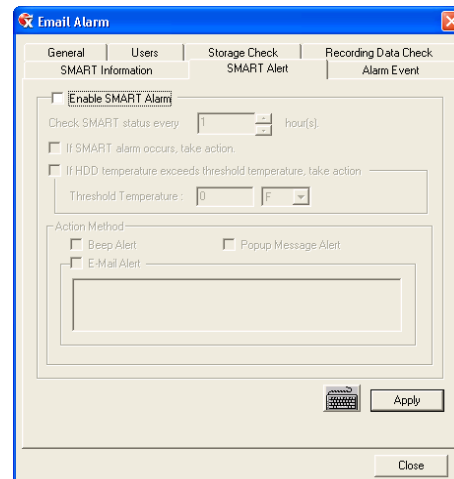 Email Alarm
General Users Storage Check Recording Data Check
SMART Information SMART Alert Alarm Event
Enable SMART Alarm
Check SMART status every 1 hour(s).
If SMART alarm occurs, take action.
If HDD temperature exceeds threshold temperature, take action
Threshold Temperature : 0 F
Action Method
Beep Alert Popup Message Alert
E-Mail Alert
Apply
Close